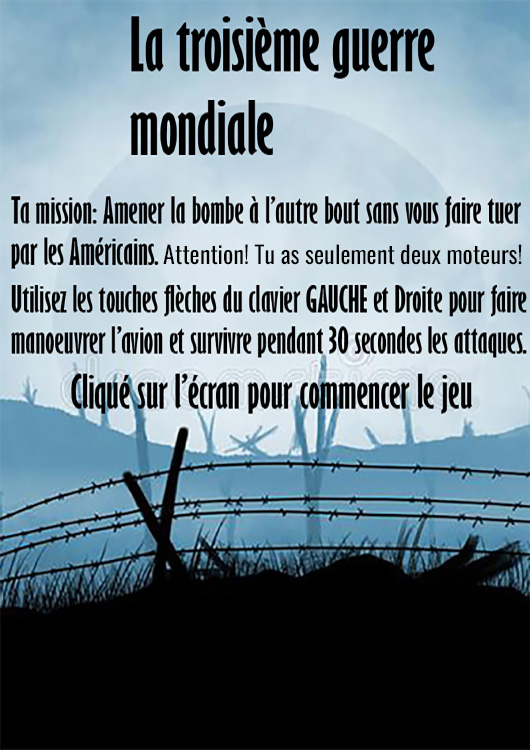 La troisième guerre
mondiale
Ta mission: Amener la bombe à l'autre bout sans vous faire tuer
par les Américains. Attention! Tu as seulement deux moteurs!
Utilisez les touches flèches du clavier GAUCHE et Droite pour faire
manoeuvrer l'avion et survivre pendant 30 secondes les attaques.
Cliqué sur l'écran pour commencer le jeu